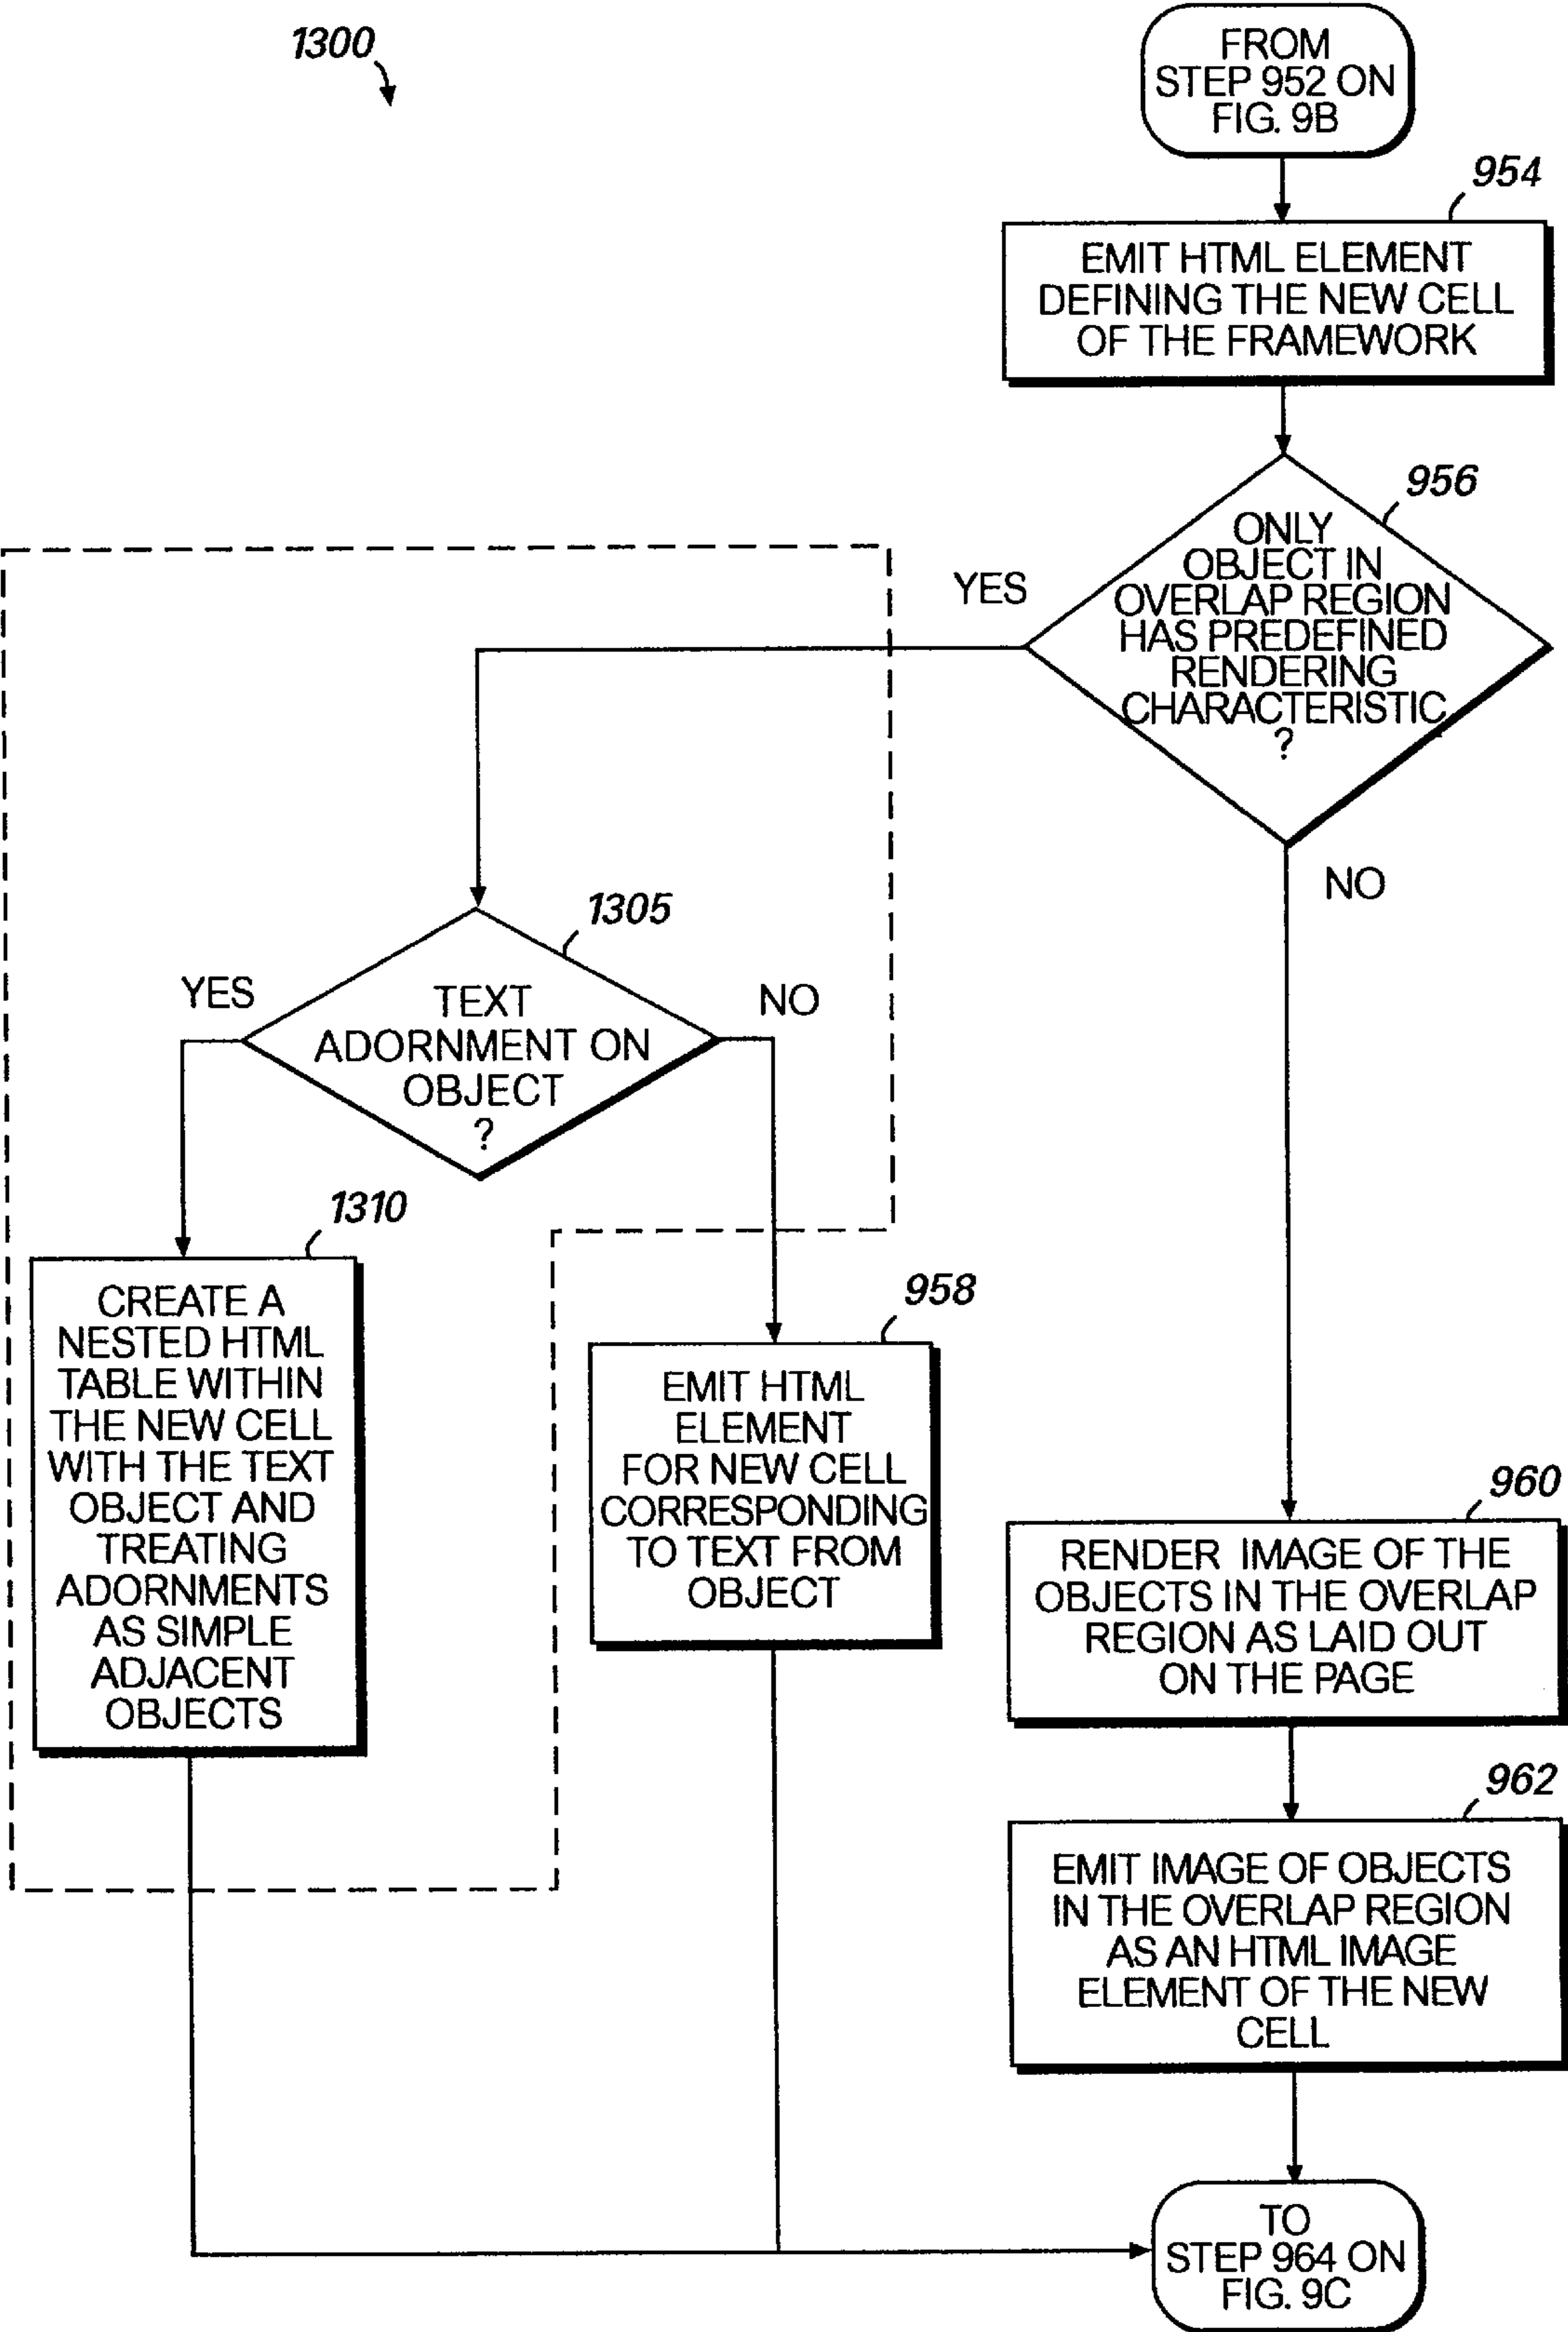 1300
FROM
STEP 952 ON
FIG. 9B
954
EMIT HTML ELEMENT
DEFINING THE NEW CELL
OF THE FRAMEWORK
956
ONLY
OBJECT IN
OVERLAP REGION
HAS PREDEFINED
RENDERING
CHARACTERISTIC
?
YES
NO
1305
TEXT
ADORNMENT ON
OBJECT
?
YES
NO
1310
CREATE A
NESTED HTML
TABLE WITHIN
THE NEW CELL
WITH THE TEXT
OBJECT AND
TREATING
ADORNMENTS
AS SIMPLE
ADJACENT
OBJECTS
958
EMIT HTML
ELEMENT
FOR NEW CELL
CORRESPONDING
TO TEXT FROM
OBJECT
960
RENDER IMAGE OF THE
OBJECTS IN THE OVERLAP
REGION AS LAID OUT
ON THE PAGE
962
EMIT IMAGE OF OBJECTS
IN THE OVERLAP REGION
AS AN HTML IMAGE
ELEMENT OF THE NEW
CELL
TO
STEP 964 ON
FIG. 9C